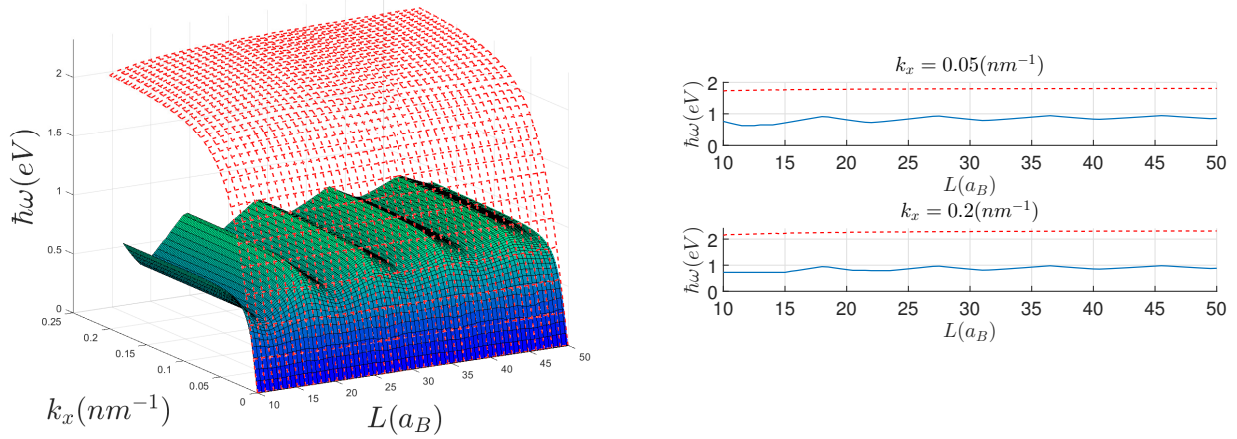 2
1.5
1
0.5
0
ħω(eV)
0.25
0.2
0.15
0.1
0.05
0
k_x(nm^{-1})
10
15
20
25
30
35
40
45
50
L(a_B)
k_x = 0.05(nm^{-1})
2
1
0
ħω(eV)
10 15 20 25 30 35 40 45 50
L(a_B)
k_x = 0.2(nm^{-1})
2
1
0
ħω(eV)
10 15 20 25 30 35 40 45 50
L(a_B)